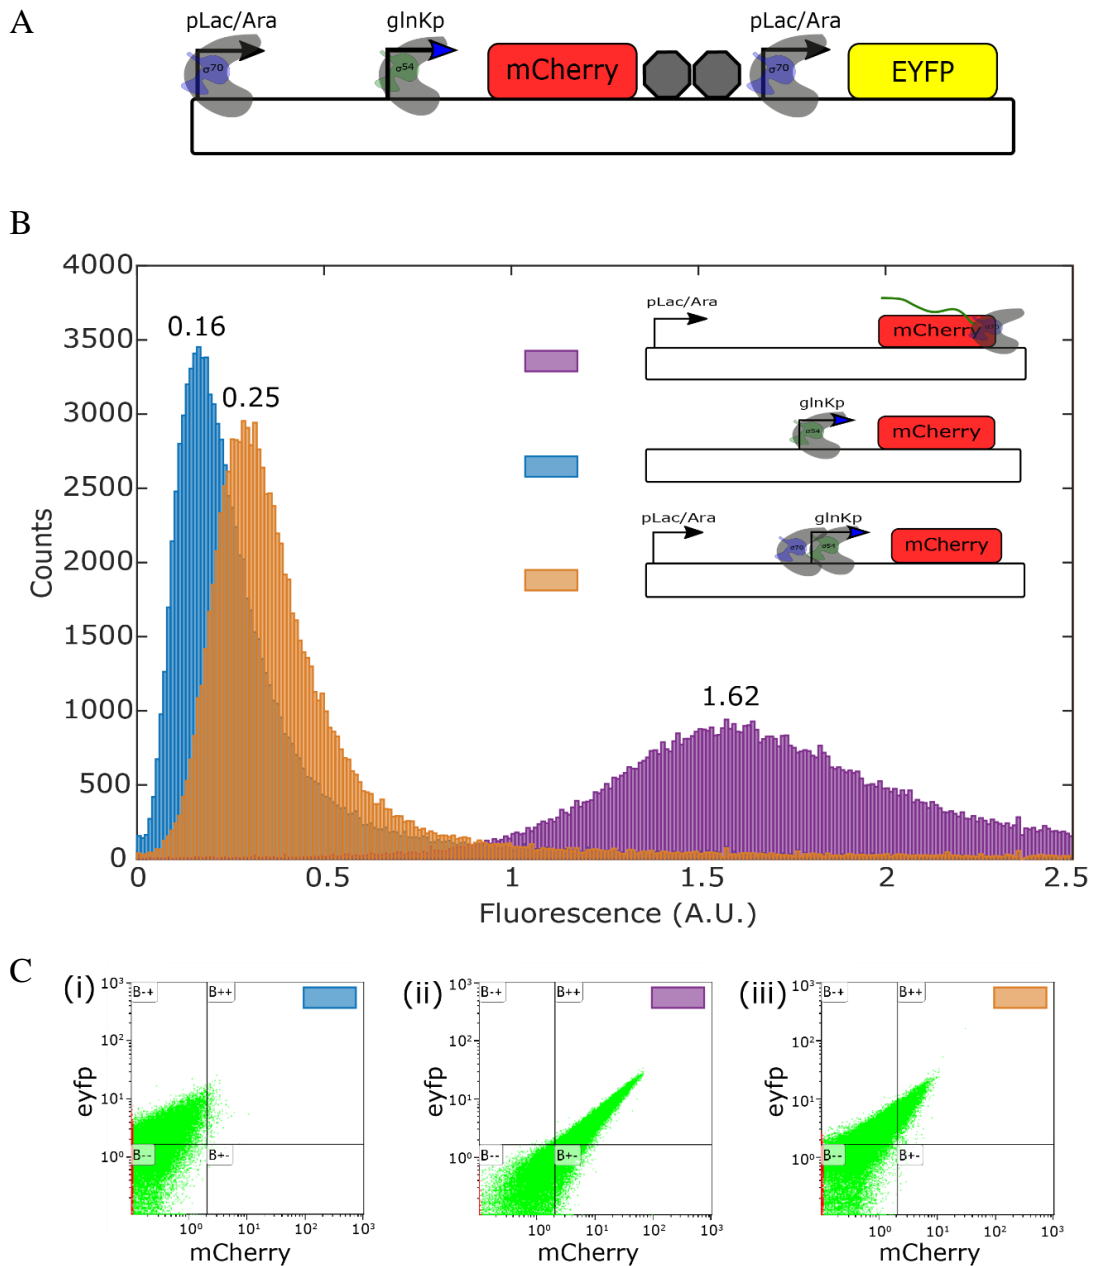 A
pLac/Ara glnKp pLac/Ara
σ70 σ54 mCherry σ70 EYFP
B
4000
3500
3000
2500
2000
1500
1000
500
0
Counts
0.16
0.25
1.62
pLac/Ara
mCherry
glnKp
σ54 mCherry
pLac/Ara glnKp
σ70 σ54 mCherry
0 0.5 1 1.5 2 2.5
Fluorescence (A.U.)
C
(i)
10³
10²
10¹
10⁰
eyfp
B-+ B++
B-- B+-
10⁰ 10¹ 10² 10³
mCherry
(ii)
10³
10²
10¹
10⁰
eyfp
B-+ B++
B-- B+-
10⁰ 10¹ 10² 10³
mCherry
(iii)
10³
10²
10¹
10⁰
eyfp
B-+ B++
B-- B+-
10⁰ 10¹ 10² 10³
mCherry